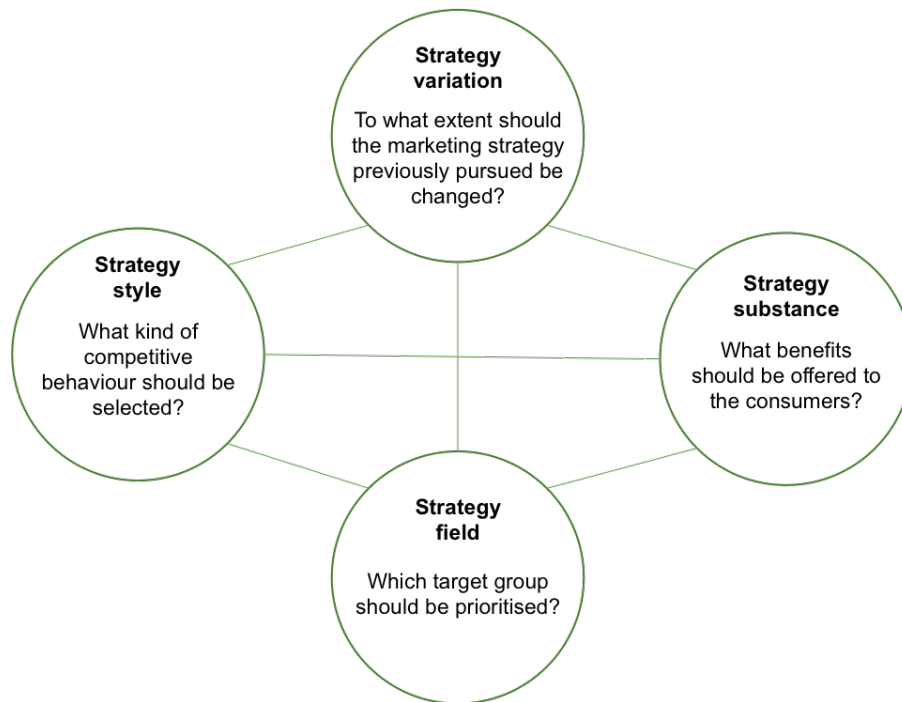 Strategy
variation
To what extent should
the marketing strategy
previously pursued be
changed?
Strategy
style
What kind of
competitive
behaviour should be
selected?
Strategy
substance
What benefits
should be offered to
the consumers?
Strategy
field
Which target group
should be prioritised?